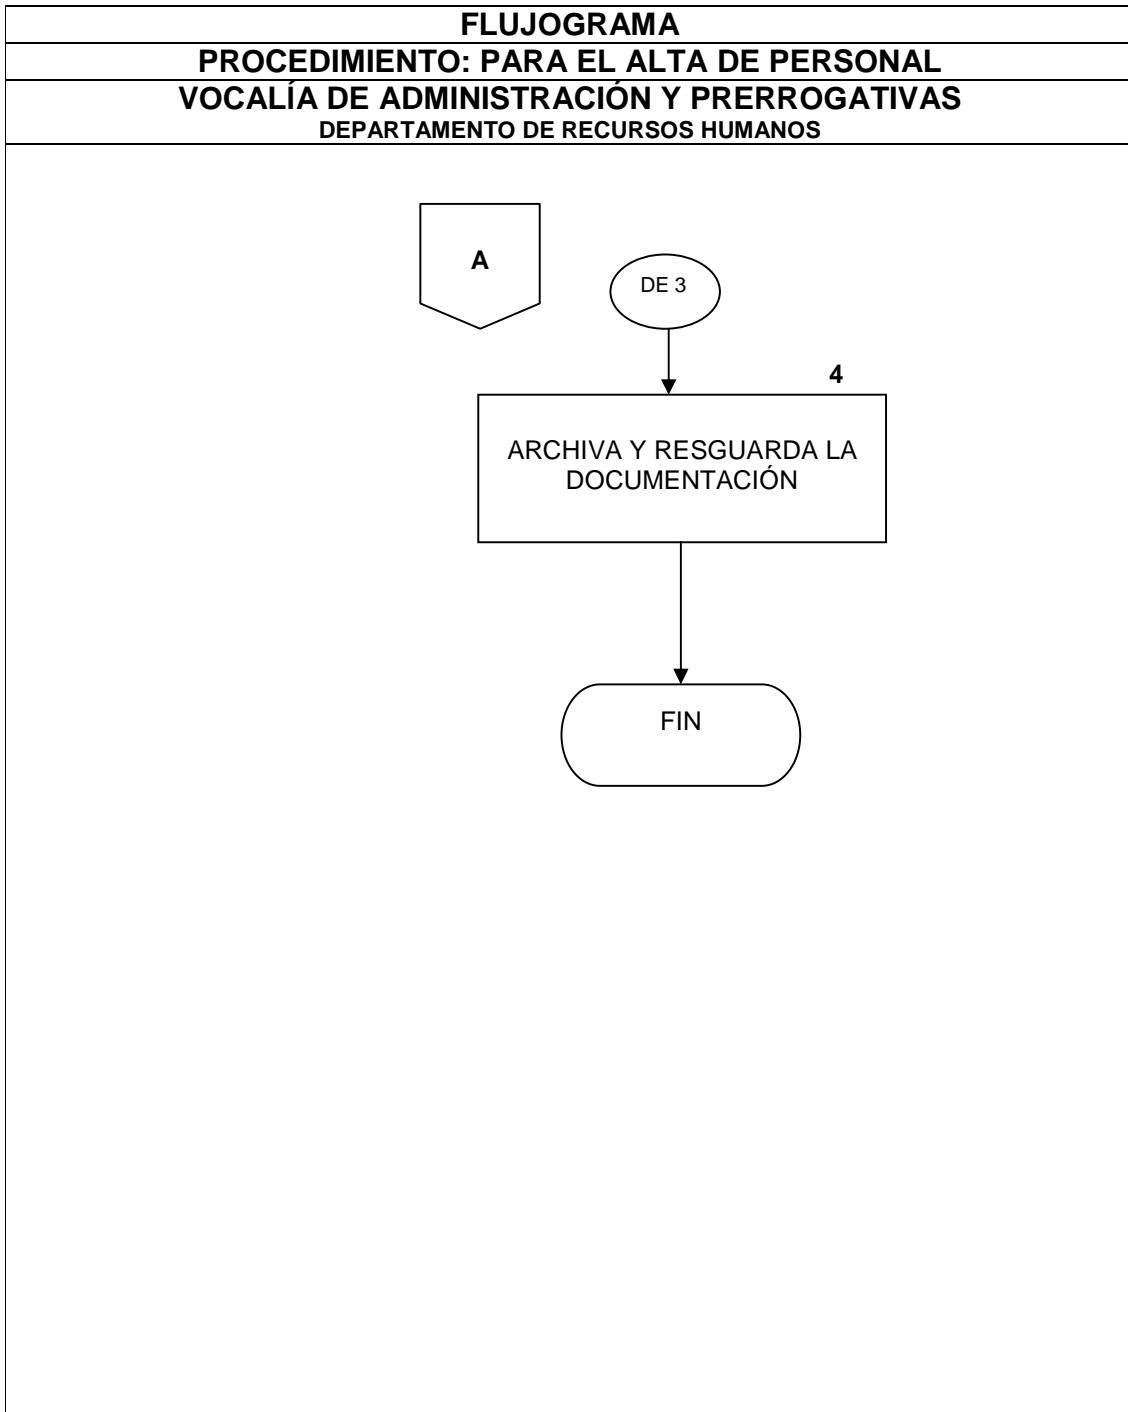 FLUJOGRAMA
PROCEDIMIENTO: PARA EL ALTA DE PERSONAL
VOCALÍA DE ADMINISTRACIÓN Y PRERROGATIVAS
DEPARTAMENTO DE RECURSOS HUMANOS
A
DE 3
4
ARCHIVA Y RESGUARDA LA
DOCUMENTACIÓN
FIN